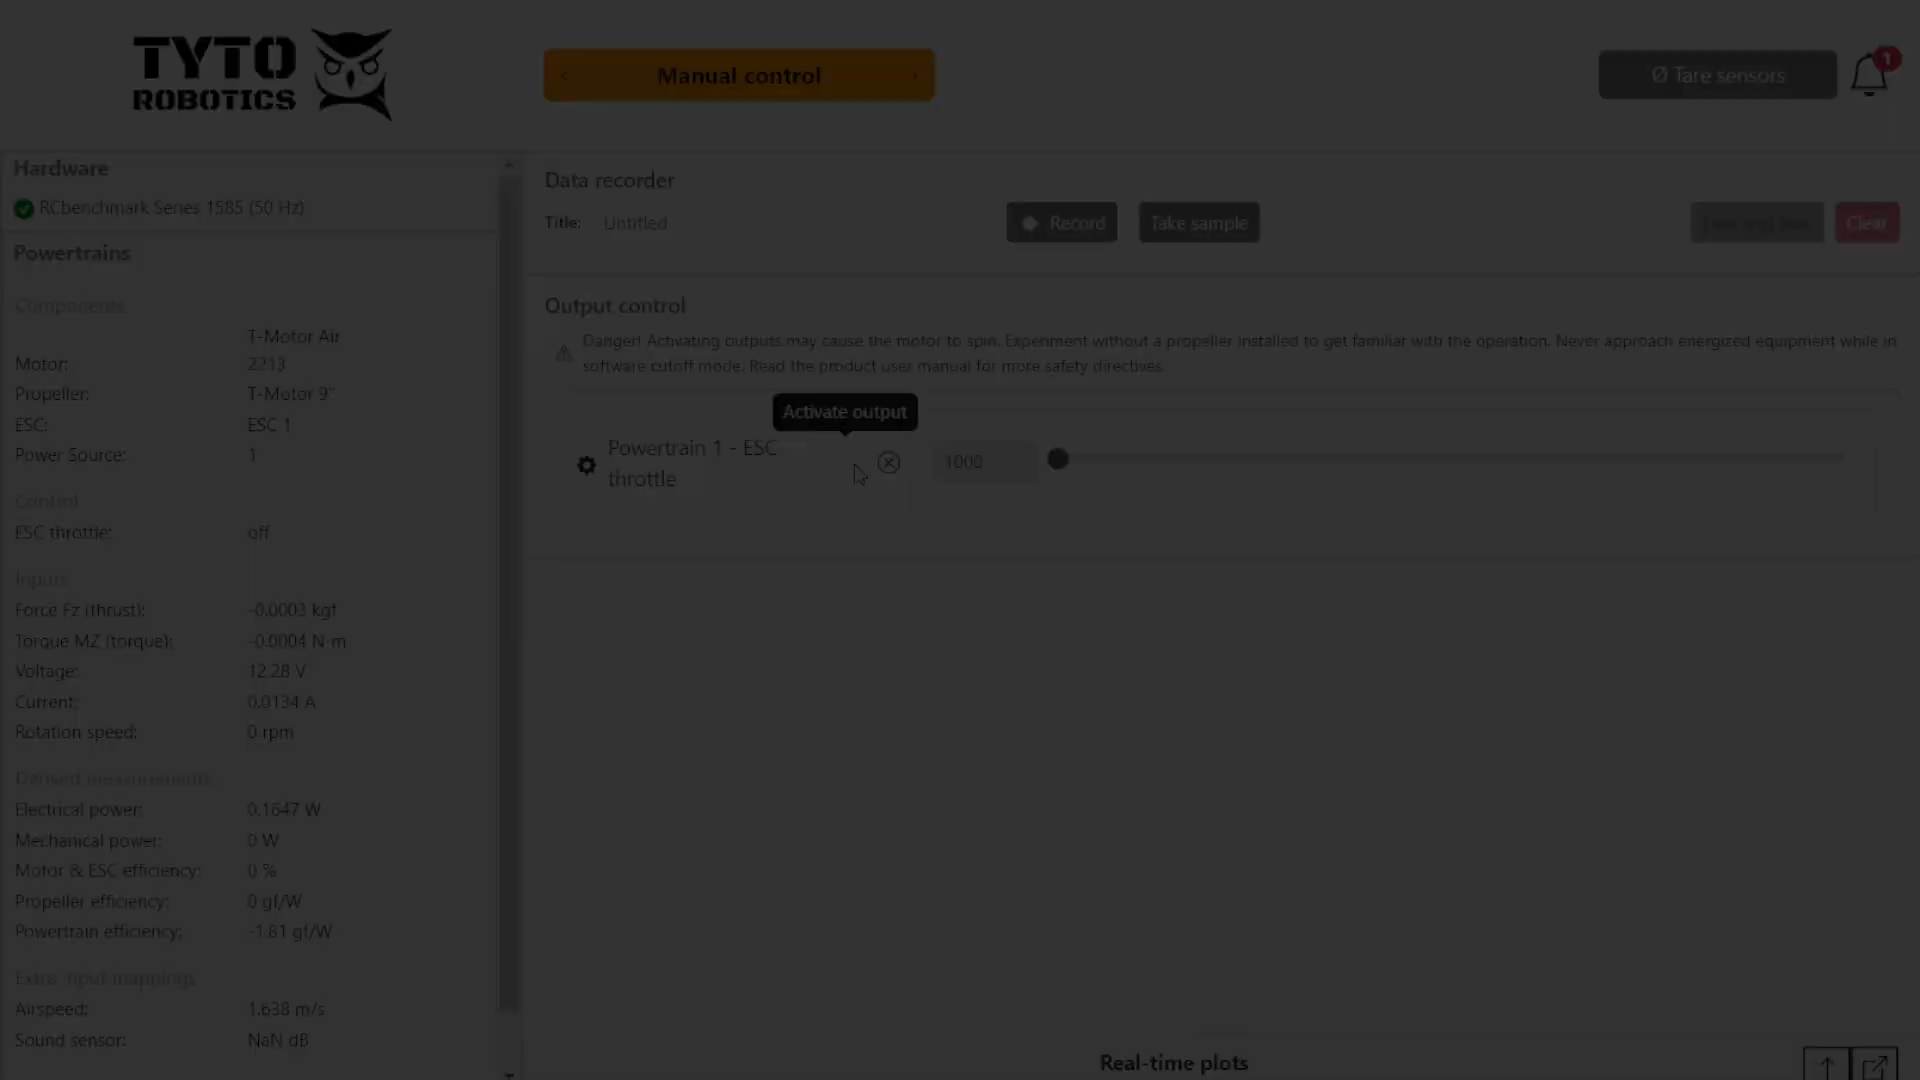 TYTO
ROBOTICS
Manual control
Ø Tare sensors
1
Hardware
RCbenchmark Series 1585 (50 Hz)
Powertrains
Components
Motor: T-Motor Air 2213
Propeller: T-Motor 9"
ESC: ESC 1
Power Source: 1
Control
ESC throttle: off
Inputs
Force Fz (thrust): -0.0003 kgf
Torque MZ (torque): -0.0004 N·m
Voltage: 12.28 V
Current: 0.0134 A
Rotation speed: 0 rpm
Derived measurements
Electrical power: 0.1647 W
Mechanical power: 0 W
Motor & ESC efficiency: 0 %
Propeller efficiency: 0 gf/W
Powertrain efficiency: -1.81 gf/W
Extra input mappings
Airspeed: 1.638 m/s
Sound sensor: NaN dB
Data recorder
Title: Untitled
Record
Take sample
Clear
Output control
Danger! Activating outputs may cause the motor to spin. Experiment without a propeller installed to get familiar with the operation. Never approach energized equipment while in
software cutoff mode. Read the product user manual for more safety directives.
Activate output
Powertrain 1 - ESC
throttle
1000
Real-time plots